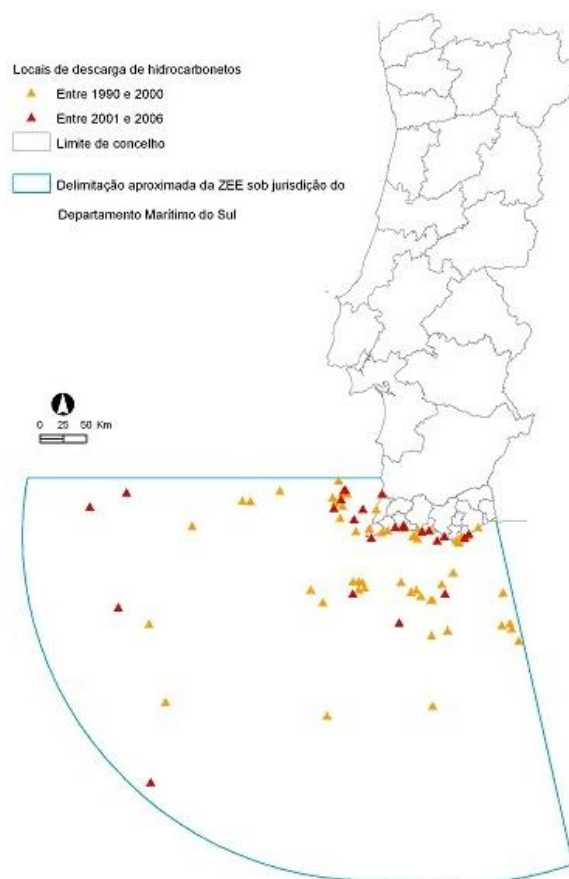 Locais de descarga de hidrocarbonetos
Entre 1990 e 2000
Entre 2001 e 2006
Limite de concelho
Delimitação aproximada da ZEE sob jurisdição do
Departamento Marítimo do Sul
0 25 50 Km